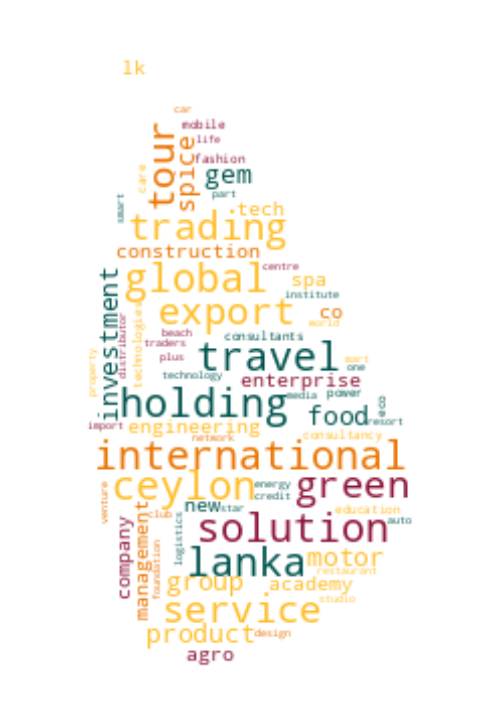 lk
car
mobile
tour
life
spice
fashion
care
gem
part
smart
tech
trading
construction
global
centre
investment
spa
institute
export
co
world
distributor
technologies
beach
consultants
traders
travel
plus
mart
one
property
technology
enterprise
holding
media
power
food
resort
import
engineering
consultancy
network
international
ceylon
energy
green
credit
venture
new
star
education
club
auto
solution
company
management
logistics
foundation
lanka
motor
restaurant
group
academy
studio
service
product
design
agro